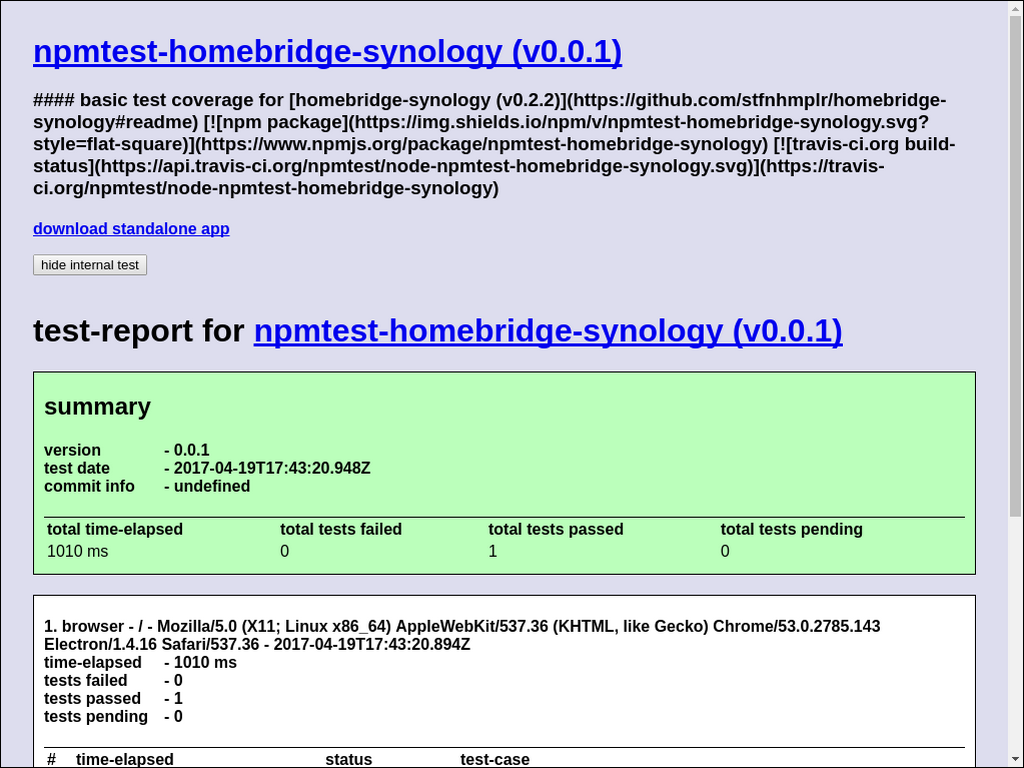 npmtest-homebridge-synology (v0.0.1)
#### basic test coverage for [homebridge-synology (v0.2.2)](https://github.com/stfnhmplr/homebridge-
synology#readme) [![npm package](https://img.shields.io/npm/v/npmtest-homebridge-synology.svg?
style=flat-square)](https://www.npmjs.org/package/npmtest-homebridge-synology) [![travis-ci.org build-
status](https://api.travis-ci.org/npmtest/node-npmtest-homebridge-synology.svg)](https://travis-
ci.org/npmtest/node-npmtest-homebridge-synology)
download standalone app
hide internal test
test-report for npmtest-homebridge-synology (v0.0.1)
summary
version - 0.0.1
test date - 2017-04-19T17:43:20.948Z
commit info - undefined
total time-elapsed total tests failed total tests passed total tests pending
1010 ms 0 1 0
1. browser - / - Mozilla/5.0 (X11; Linux x86_64) AppleWebKit/537.36 (KHTML, like Gecko) Chrome/53.0.2785.143
Electron/1.4.16 Safari/537.36 - 2017-04-19T17:43:20.894Z
time-elapsed - 1010 ms
tests failed - 0
tests passed - 1
tests pending - 0
# time-elapsed status test-case